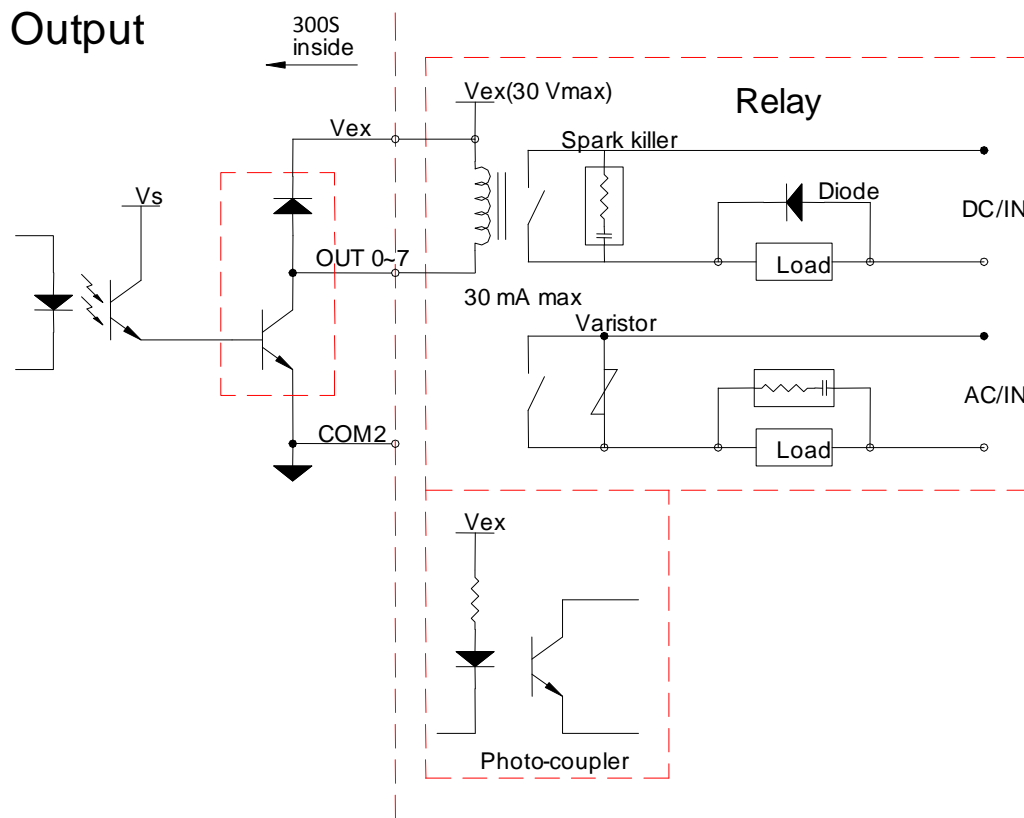 Output
300S
inside
Vex(30 Vmax)
Relay
Vex
Spark killer
Vs
Diode
DC/IN
OUT 0~7
Load
30 mA max
Varistor
AC/IN
COM2
Load
Vex
Photo-coupler